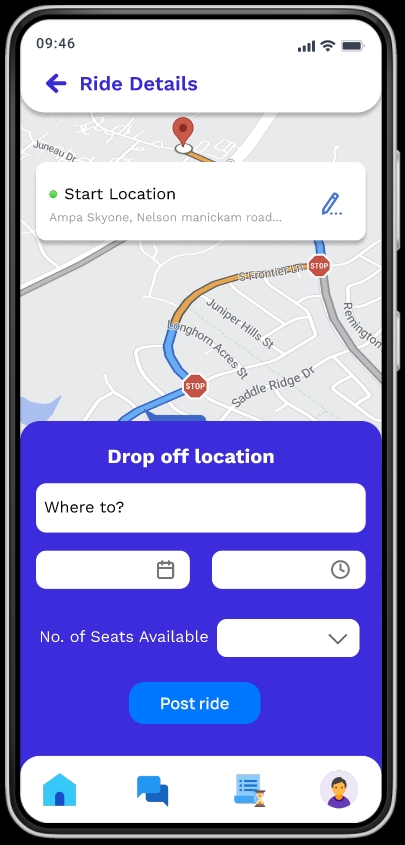 09:46
Ride Details
Juneau Dr
Start Location
Ampa Skyone, Nelson manickam road...
S Frontier Ln
STOP
Juniper Hills St
Remington
Longhorn Acres St
STOP
Saddle Ridge Dr
Drop off location
Where to?
No. of Seats Available
Post ride